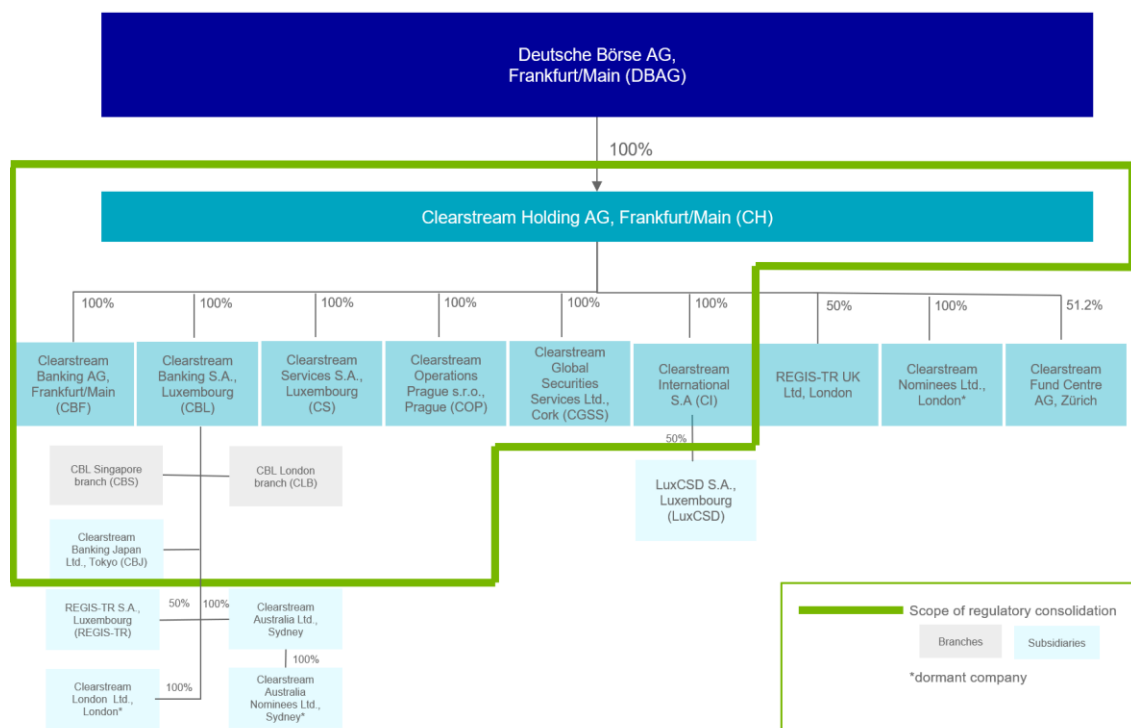 Deutsche Börse AG,
Frankfurt/Main (DBAG)
100%
Clearstream Holding AG, Frankfurt/Main (CH)
100%
100%
100%
100%
100%
100%
50%
100%
51.2%
Clearstream
Banking AG,
Frankfurt/Main
(CBF)
Clearstream
Banking S.A.,
Luxembourg
(CBL)
Clearstream
Services S.A.,
Luxembourg
(CS)
Clearstream
Operations
Prague s.r.o.,
Prague (COP)
Clearstream
Global
Securities
Services Ltd.,
Cork (CGSS)
Clearstream
International
S.A (CI)
REGIS-TR UK
Ltd, London
Clearstream
Nominees Ltd.,
London*
Clearstream
Fund Centre
AG, Zürich
50%
CBL Singapore
branch (CBS)
CBL London
branch (CLB)
LuxCSD S.A.,
Luxembourg
(LuxCSD)
Clearstream
Banking Japan
Ltd., Tokyo (CBJ)
REGIS-TR S.A.,
Luxembourg
(REGIS-TR)
50%
100%
Clearstream
Australia Ltd.,
Sydney
100%
Clearstream
London Ltd.,
London*
100%
Clearstream
Australia
Nominees Ltd.,
Sydney*
Scope of regulatory consolidation
Branches
Subsidiaries
*dormant company